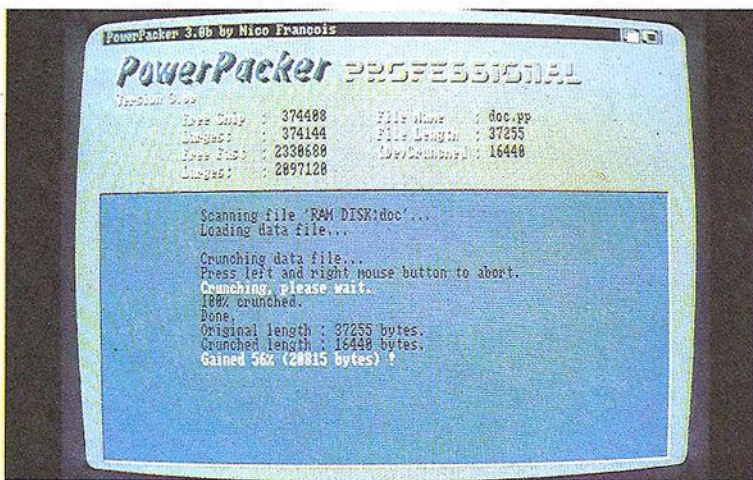 PowerPacker 3.0b by Nico François
PowerPacker PROFESSIONAL
Version 3.0b
Free Chip : 374408 File Name : doc.pp
Largest : 374144 File Length : 37255
Free Fast : 2330680 (De)Crunched : 16440
Largest : 2097120
Scanning file 'RAM DISK:doc'...
Loading data file...
Crunching data file...
Press left and right mouse button to abort.
Crunching, please wait.
100% crunched.
Done.
Original length : 37255 bytes.
Crunched length : 16440 bytes.
Gained 56% (20815 bytes) !